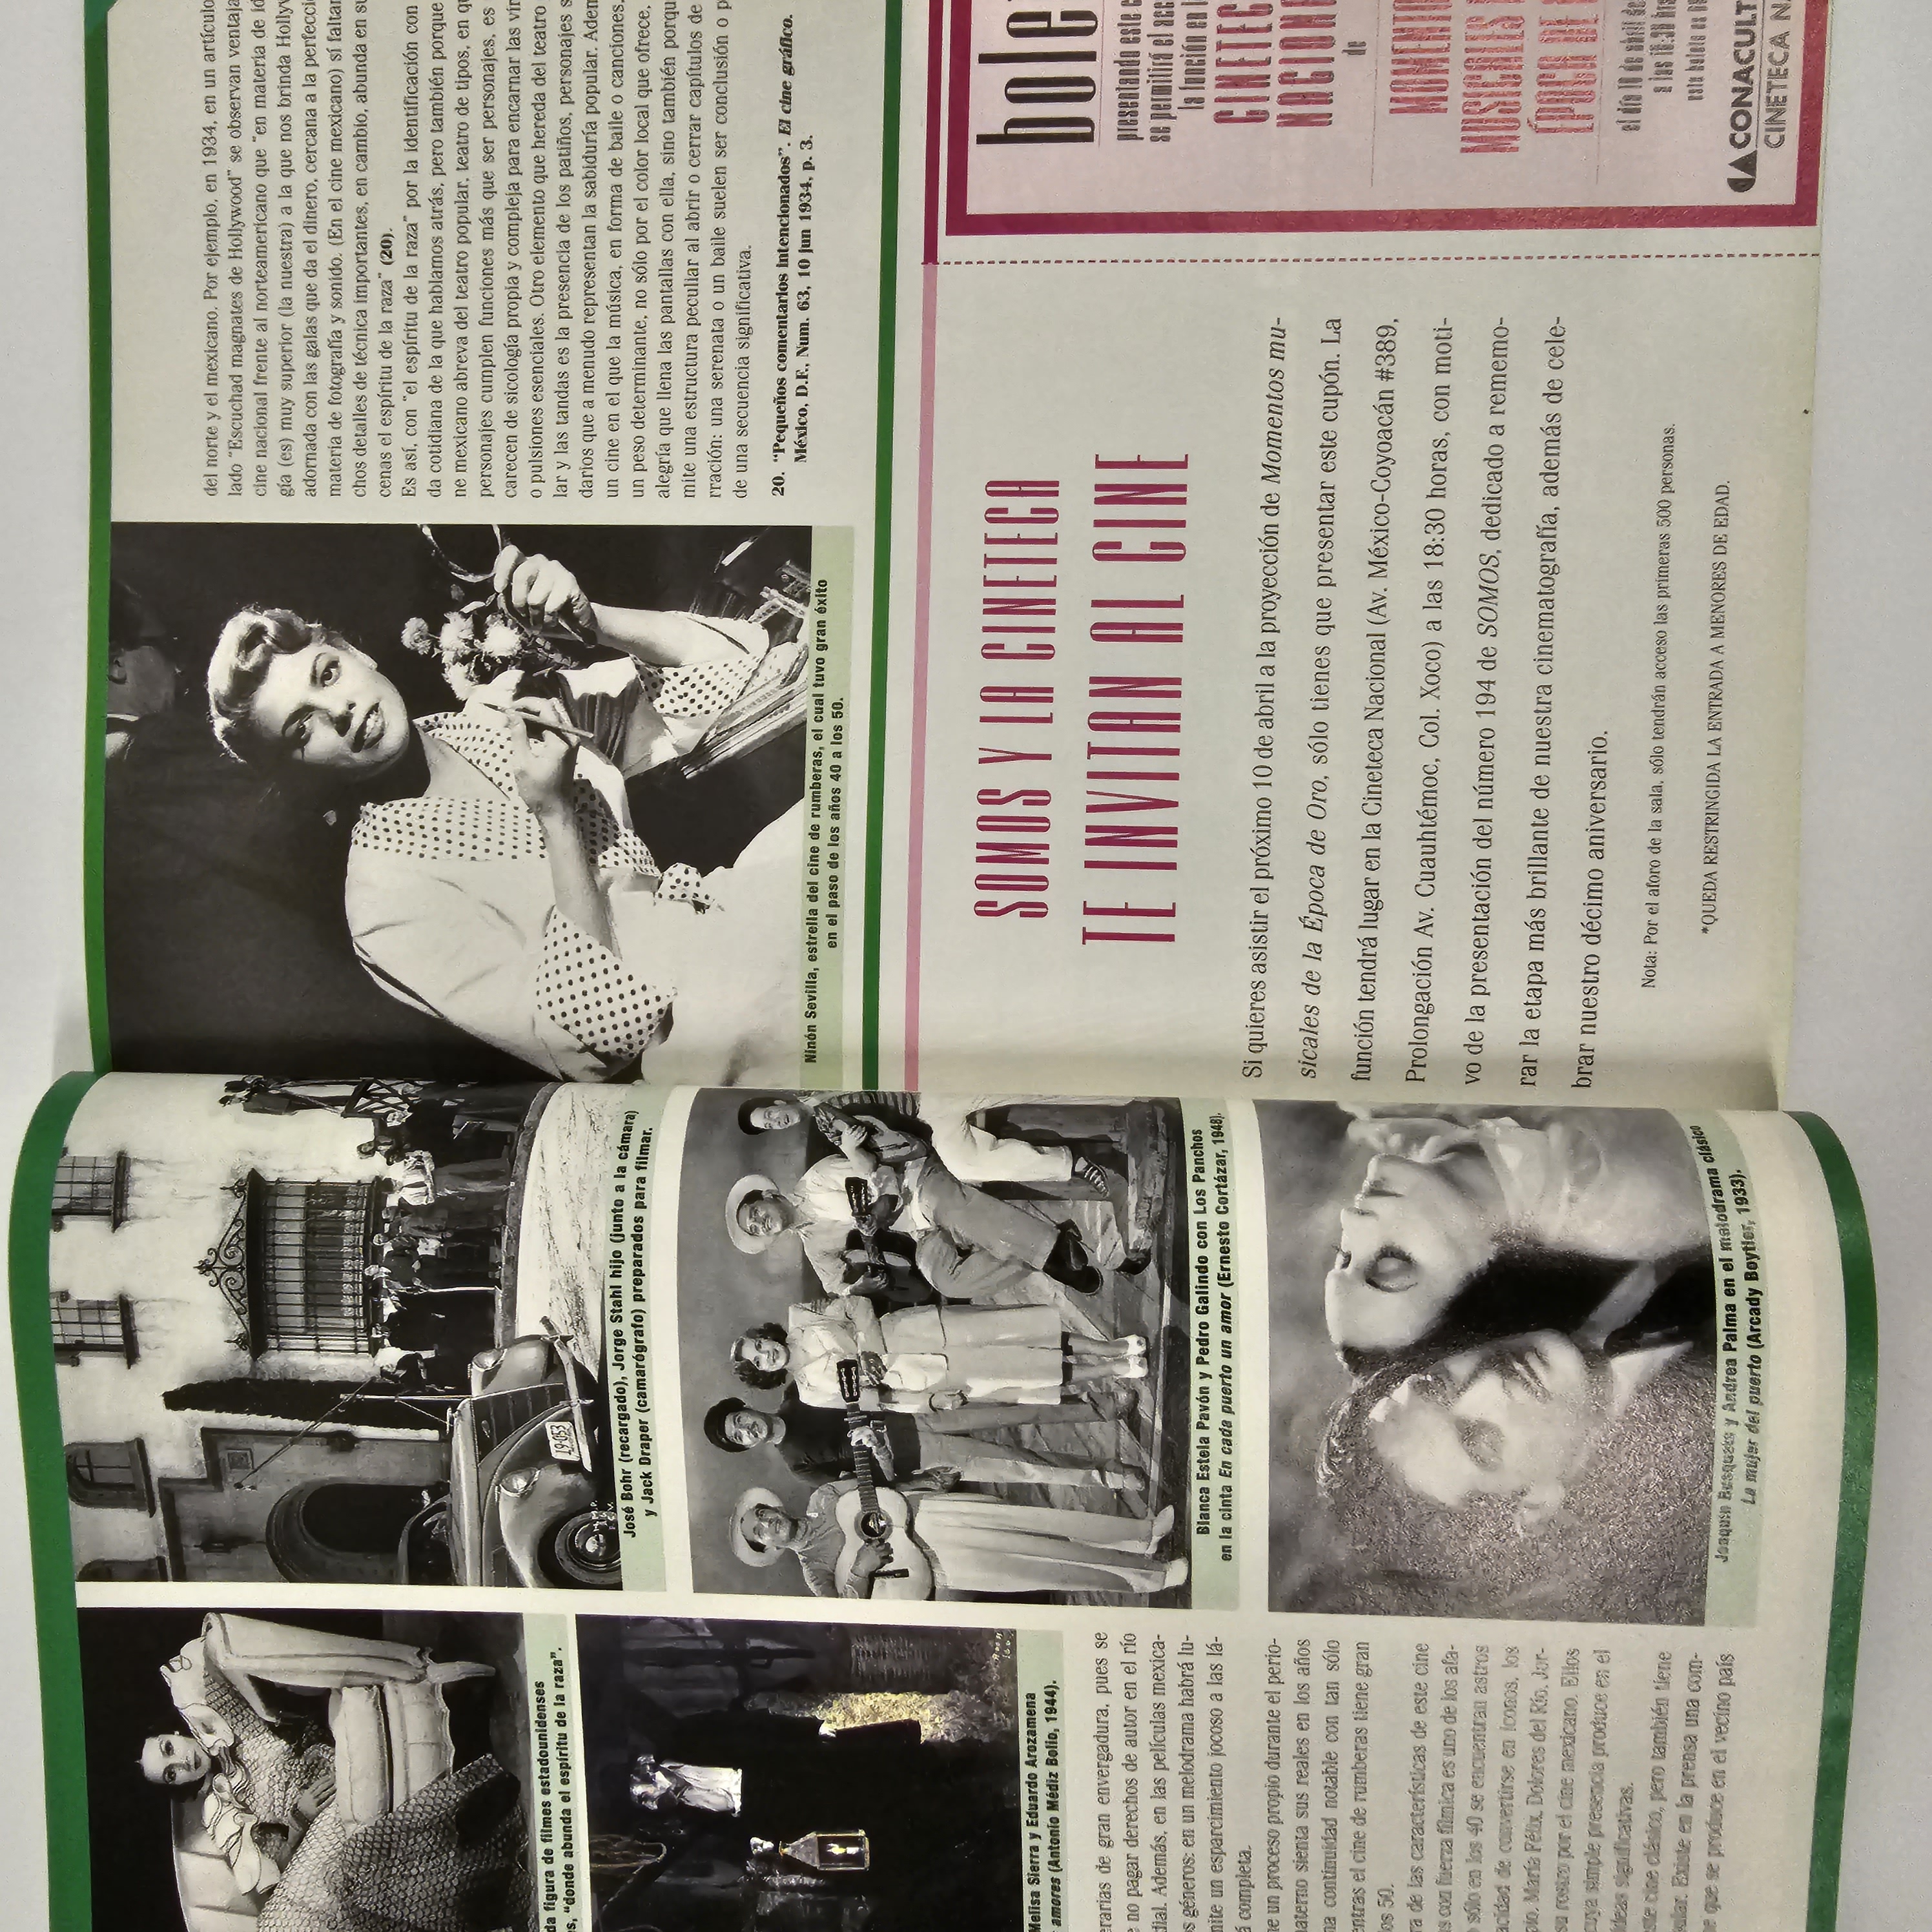 da figura de filmes estadounidenses
s, “donde abunda el espíritu de la raza”.
Melisa Sierra y Eduardo Arozamena
amores (Antonio Médiz Bolio, 1944).
erarias de gran envergadura, pues se
e no pagar derechos de autor en el río
dial. Además, en las películas mexica-
os géneros: en un melodrama habrá lu-
mite un esparcimiento jocoso a las lá-
á completa.
ne un proceso propio durante el perio-
materno sienta sus reales en los años
na continuidad notable con tan sólo
entras el cine de rumberas tiene gran
los 50.
ra de las características de este cine
as con fuerza fílmica es uno de los afa-
o sólo en los 40 se encuentran astros
acidad de convertirse en íconos, los
pio. María Félix, Dolores del Río, Jor-
su rostro por el cine mexicano. Ellos
cuya simple presencia produce en el
ideas significativas.
este cine clásico, pero también tiene
ular. Existe en la prensa una com-
ne que se produce en el vecino país
19-053
José Bohr (recargado), Jorge Stahl hijo (junto a la cámara)
y Jack Draper (camarógrafo) preparados para filmar.
Blanca Estela Pavón y Pedro Galindo con Los Panchos
en la cinta En cada puerto un amor (Ernesto Cortázar, 1948).
Joaquín Busquets y Andrea Palma en el melodrama clásico
La mujer del puerto (Arcady Boytler, 1933).
Ninón Sevilla, estrella del cine de rumberas, el cual tuvo gran éxito
en el paso de los años 40 a los 50.
del norte y el mexicano. Por ejemplo, en 1934, en un artículo
lado “Escuchad magnates de Hollywood” se observan ventaja
cine nacional frente al norteamericano que “en materia de id
gía (es) muy superior (la nuestra) a la que nos brinda Hollyw
adornada con las galas que da el dinero, cercana a la perfecci
materia de fotografía y sonido. (En el cine mexicano) sí faltan
chos detalles de técnica importantes, en cambio, abunda en su
cenas el espíritu de la raza” (20).
Es así, con “el espíritu de la raza” por la identificación con
da cotidiana de la que hablamos atrás, pero también porque
ne mexicano abreva del teatro popular, teatro de tipos, en qu
personajes cumplen funciones más que ser personajes, es
carecen de sicología propia y compleja para encarnar las vir
o pulsiones esenciales. Otro elemento que hereda del teatro
lar y las tandas es la presencia de los patiños, personajes s
darios que a menudo representan la sabiduría popular. Adem
un cine en el que la música, en forma de baile o canciones,
un peso determinante, no sólo por el color local que ofrece,
alegría que llena las pantallas con ella, sino también porqu
mite una estructura peculiar al abrir o cerrar capítulos de
rración: una serenata o un baile suelen ser conclusión o p
de una secuencia significativa.
20. “Pequeños comentarios intencionados”. El cine gráfico.
México, D.F., Num. 63, 10 jun 1934, p. 3.
SOMOS Y LA CINETECA
TE INVITAN AL CINE
Si quieres asistir el próximo 10 de abril a la proyección de Momentos mu-
sicales de la Época de Oro, sólo tienes que presentar este cupón. La
función tendrá lugar en la Cineteca Nacional (Av. México-Coyoacán #389,
Prolongación Av. Cuauhtémoc, Col. Xoco) a las 18:30 horas, con moti-
vo de la presentación del número 194 de SOMOS, dedicado a rememo-
rar la etapa más brillante de nuestra cinematografía, además de cele-
brar nuestro décimo aniversario.
Nota: Por el aforo de la sala, sólo tendrán acceso las primeras 500 personas.
*QUEDA RESTRINGIDA LA ENTRADA A MENORES DE EDAD.
bole
presentando este c
se permitirá el acc
la función en l
CINETEC
NACION
de
MOMENTO
MUSICALES
ÉPOCA DE
el día 10 de abril de
a las 18:30 hrs
este boleto es
CONACULT
CINETECA N